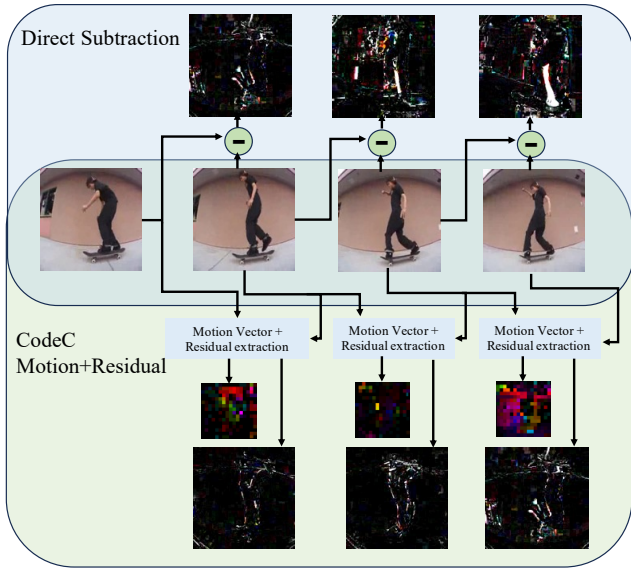 Direct Subtraction
CodeC
Motion+Residual
Motion Vector +
Residual extraction
Motion Vector +
Residual extraction
Motion Vector +
Residual extraction